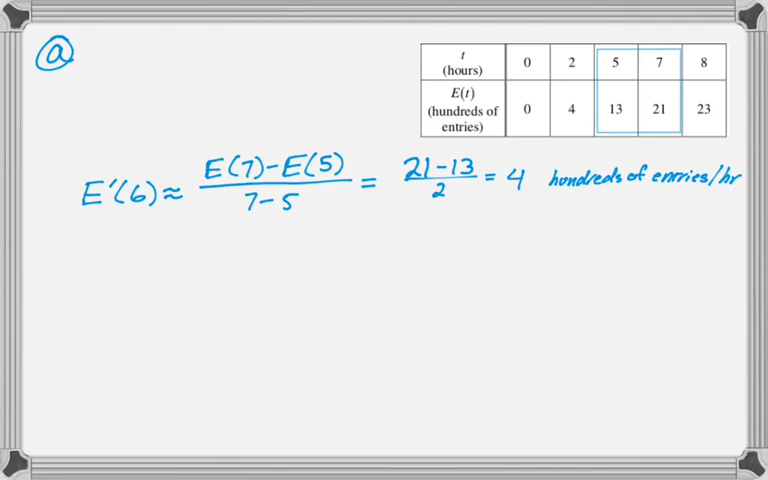 ⓐ
t (hours) 0 2 5 7 8
E(t) (hundreds of entries) 0 4 13 21 23
E'(6) ≈ E(7)-E(5) / 7-5 = 21-13 / 2 = 4 hundreds of entries/hr